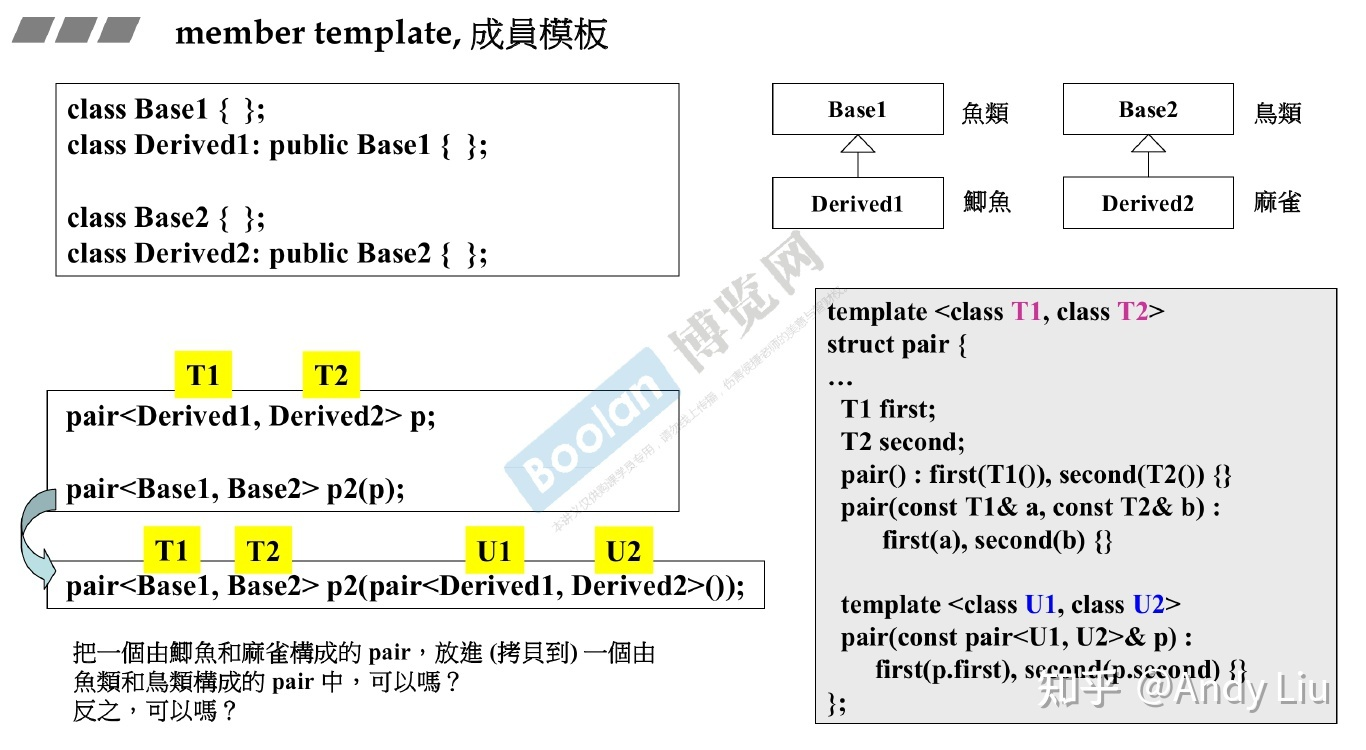 member template, 成員模板
class Base1 { };
class Derived1: public Base1 { };
class Base2 { };
class Derived2: public Base2 { };
Base1
魚類
Base2
鳥類
Derived1
鯽魚
Derived2
麻雀
T1 T2
pair<Derived1, Derived2> p;
pair<Base1, Base2> p2(p);
T1 T2 U1 U2
pair<Base1, Base2> p2(pair<Derived1, Derived2>());
把一個由鯽魚和麻雀構成的 pair，放進 (拷貝到) 一個由
魚類和鳥類構成的 pair 中，可以嗎？
反之，可以嗎？
template <class T1, class T2>
struct pair {
…
T1 first;
T2 second;
pair() : first(T1()), second(T2()) {}
pair(const T1& a, const T2& b) :
first(a), second(b) {}
template <class U1, class U2>
pair(const pair<U1, U2>& p) :
first(p.first), second(p.second) {}
};
Boolan 博览网
知乎 @Andy Liu